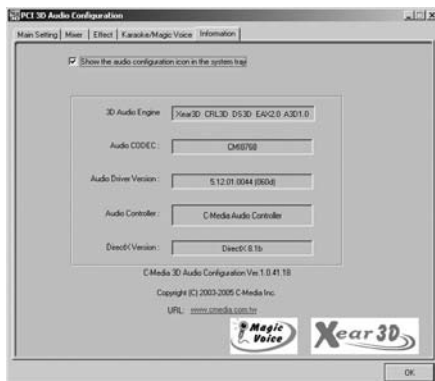 PCI 3D Audio Configuration
Main Setting Mixer Effect Karaoke/Magic Voice Information
Show the audio configuration icon in the system tray
3D Audio Engine Xear3D CRL3D DS3D EAX2.0 A3D1.0
Audio CODEC : CMI8768
Audio Driver Version : 5.12.01.0044 (060d)
Audio Controller : C-Media Audio Controller
DirectX Version : DirectX 8.1b
C-Media 3D Audio Configuration Ver.1.0.41.18
Copyright (C) 2003-2005 C-Media Inc.
URL: www.cmedia.com.tw
Magic Voice
Xear 3D
OK